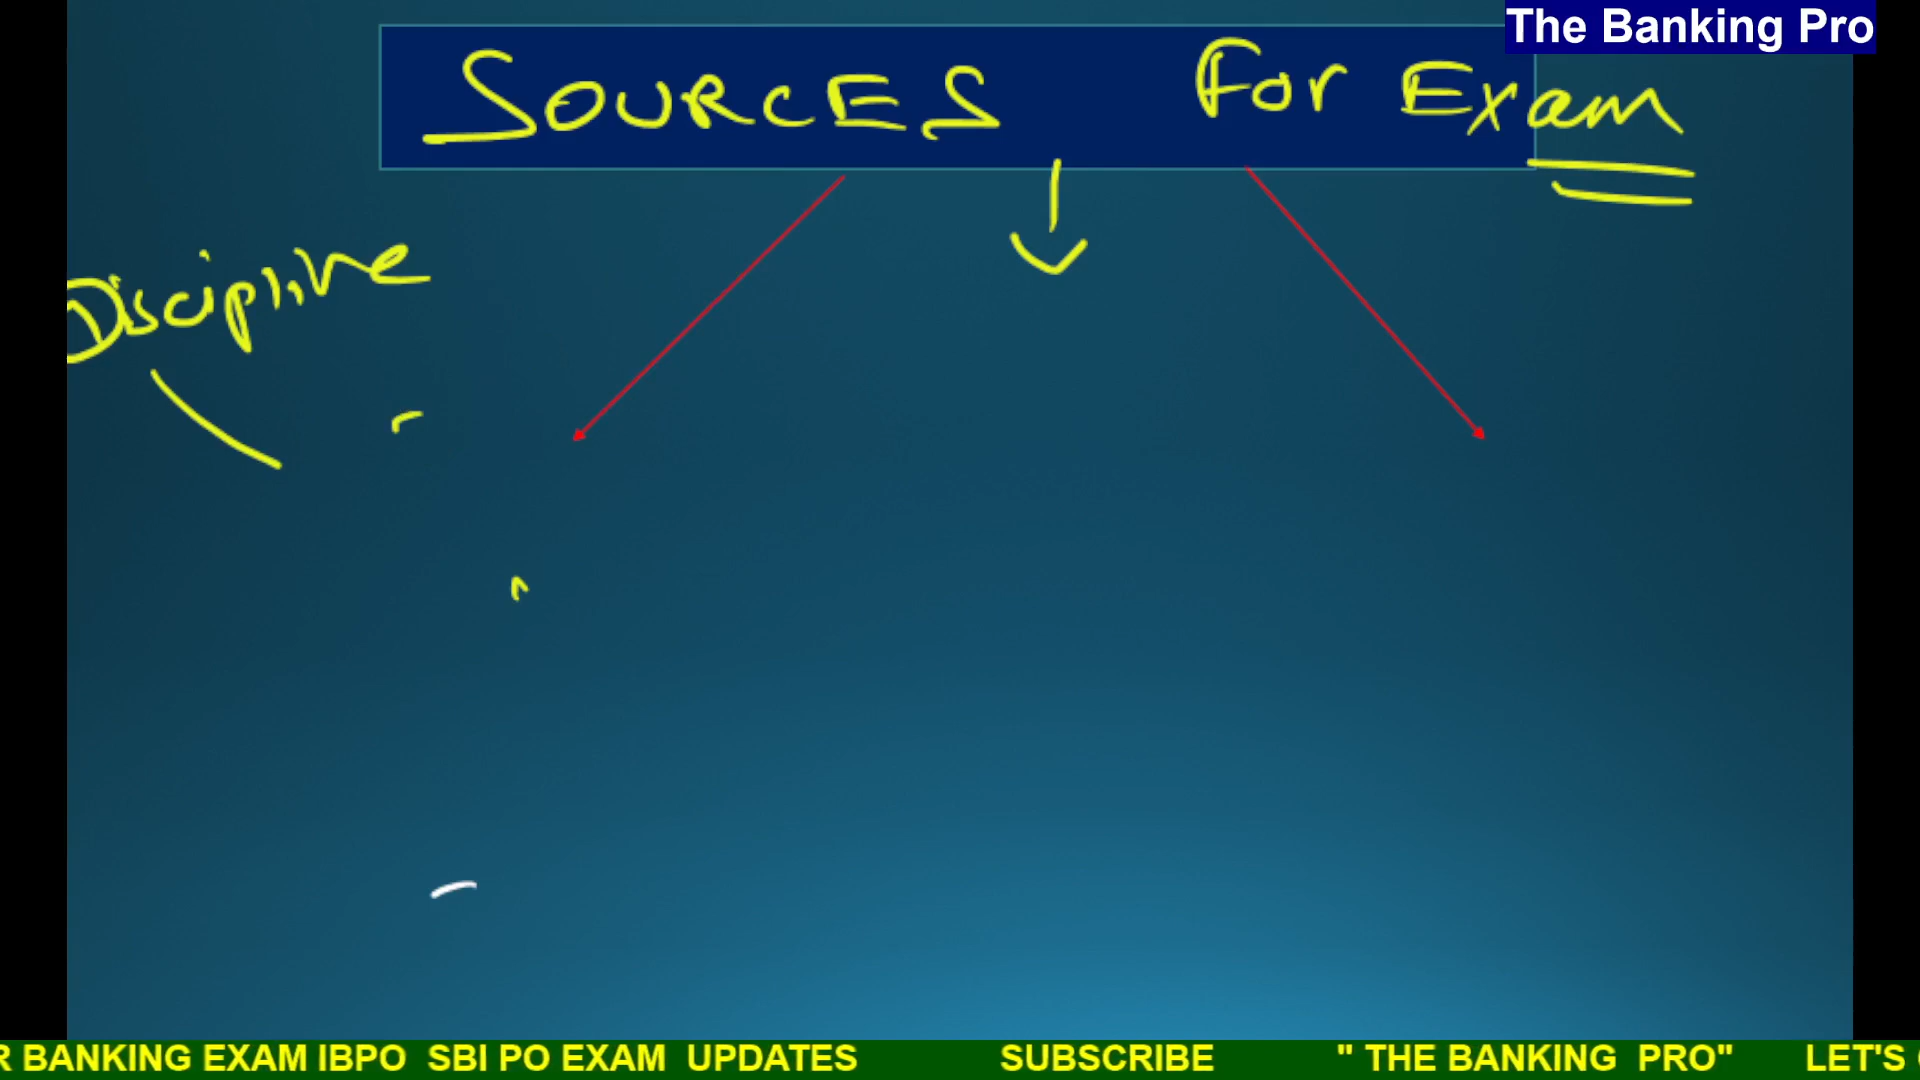 The Banking Pro
SOURCES For Exam
Discipline
R BANKING EXAM IBPO SBI PO EXAM UPDATES SUBSCRIBE " THE BANKING PRO" LET'S